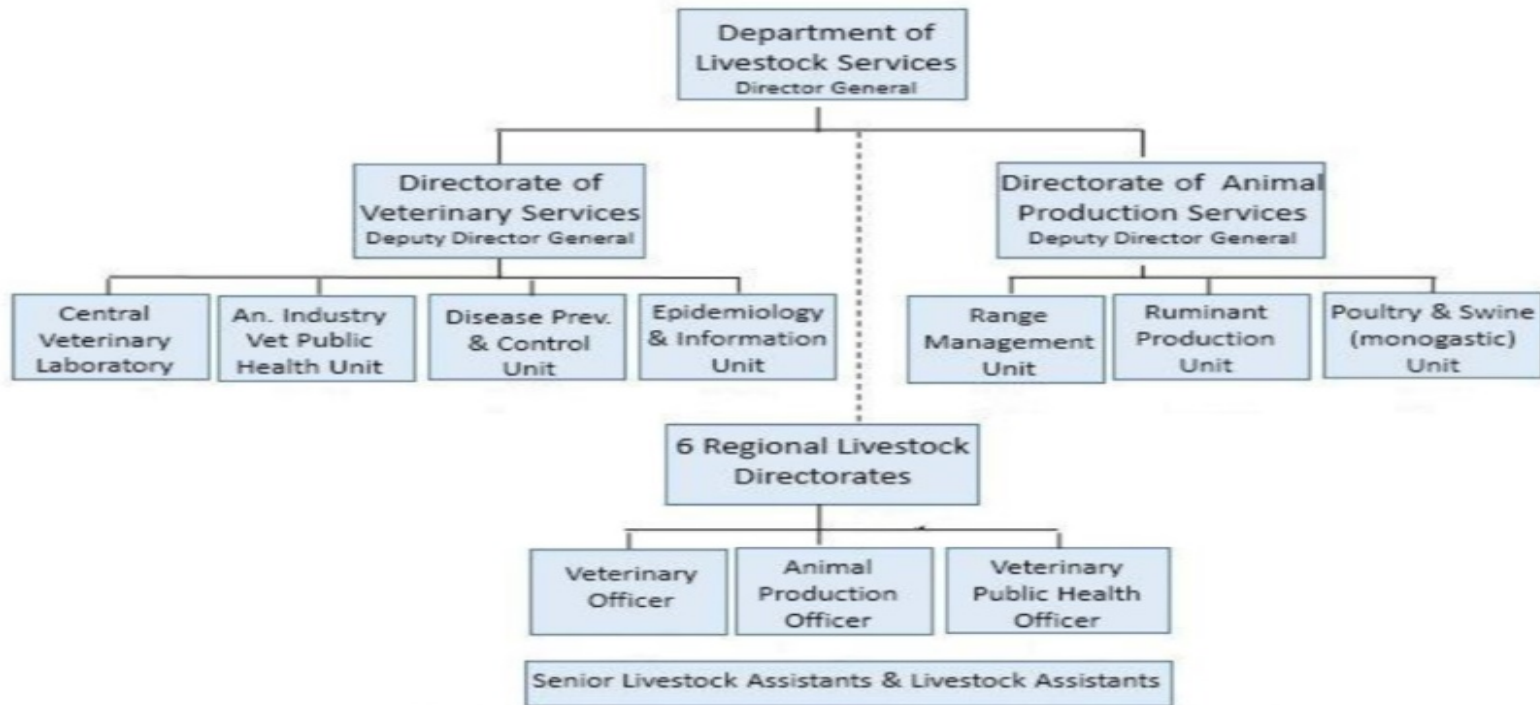 Department of
Livestock Services
Director General
Directorate of
Veterinary Services
Deputy Director General
Directorate of Animal
Production Services
Deputy Director General
Central
Veterinary
Laboratory
An. Industry
Vet Public
Health Unit
Disease Prev.
& Control
Unit
Epidemiology
& Information
Unit
Range
Management
Unit
Ruminant
Production
Unit
Poultry & Swine
(monogastic)
Unit
6 Regional Livestock
Directorates
Veterinary
Officer
Animal
Production
Officer
Veterinary
Public Health
Officer
Senior Livestock Assistants & Livestock Assistants